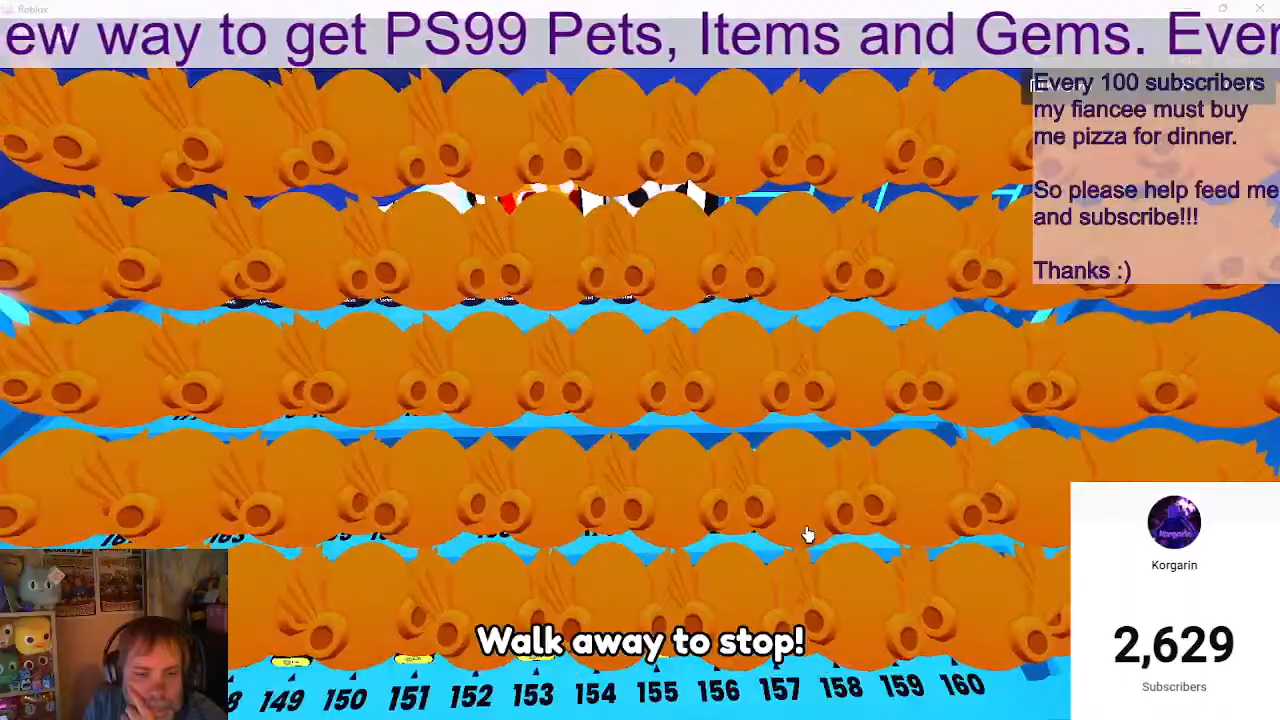 Roblox
ew way to get PS99 Pets, Items and Gems. Ever
Every 100 subscribers
my fiancee must buy
me pizza for dinner.
So please help feed me
and subscribe!!!
Thanks :)
Korgarin
2,629
Subscribers
Walk away to stop!
8 149 150 151 152 153 154 155 156 157 158 159 160